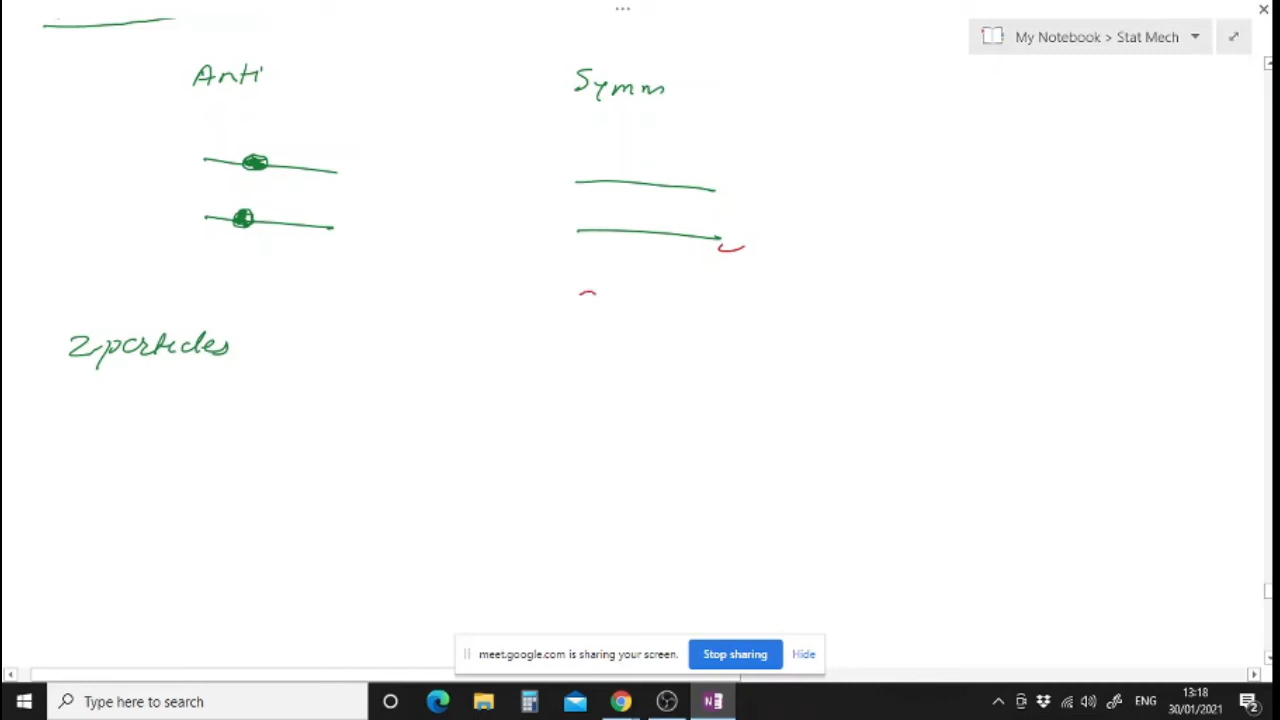 ...
My Notebook > Stat Mech
Anti
Symm
2 particles
meet.google.com is sharing your screen.
Stop sharing
Hide
Type here to search
N
ENG
13:18
30/01/2021
2